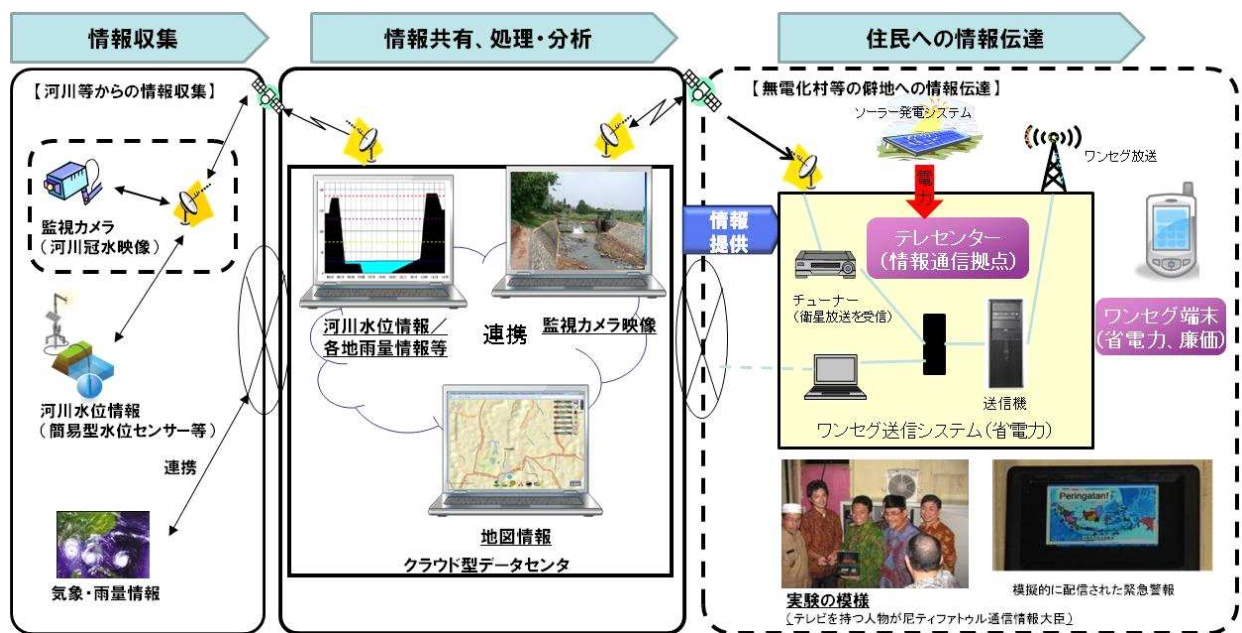 情報収集
情報共有、処理・分析
住民への情報伝達
【河川等からの情報収集】
監視カメラ
（河川冠水映像）
河川水位情報
（簡易型水位センサー等）
連携
気象・雨量情報
河川水位情報／
各地雨量情報等
連携
監視カメラ映像
地図情報
クラウド型データセンタ
情報
提供
【無電化村等の僻地への情報伝達】
ソーラー発電システム
電
力
ワンセグ放送
テレセンター
（情報通信拠点）
チューナー
（衛星放送を受信）
送信機
ワンセグ送信システム（省電力）
ワンセグ端末
（省電力、廉価）
Peringatan!
実験の模様
（テレビを持つ人物が尼ティファトゥル通信情報大臣）
模擬的に配信された緊急警報